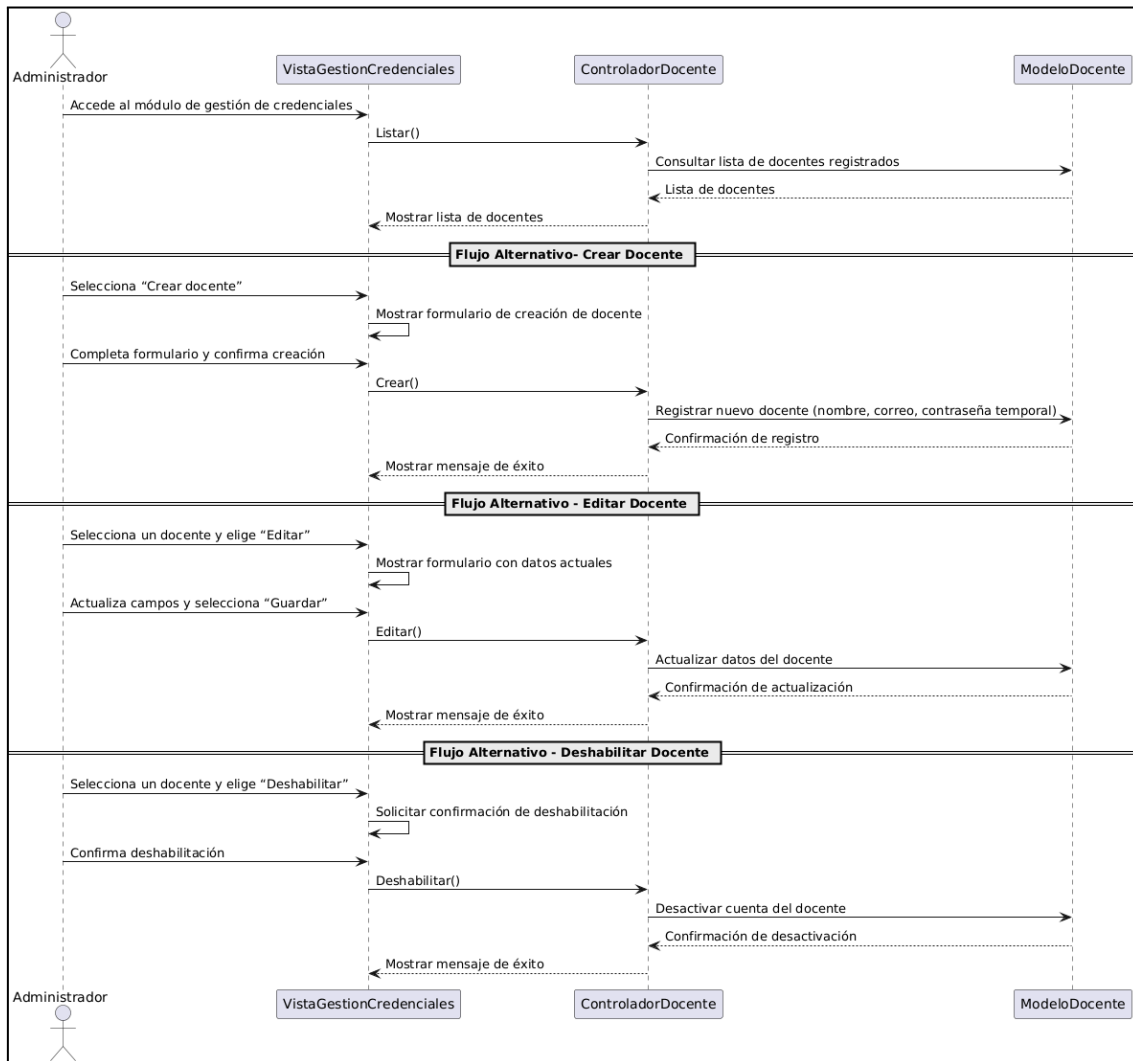 Administrador
VistaGestionCredenciales
ControladorDocente
ModeloDocente
Accede al módulo de gestión de credenciales
Listar()
Consultar lista de docentes registrados
Lista de docentes
Mostrar lista de docentes
Flujo Alternativo- Crear Docente
Selecciona “Crear docente”
Mostrar formulario de creación de docente
Completa formulario y confirma creación
Crear()
Registrar nuevo docente (nombre, correo, contraseña temporal)
Confirmación de registro
Mostrar mensaje de éxito
Flujo Alternativo - Editar Docente
Selecciona un docente y elige “Editar”
Mostrar formulario con datos actuales
Actualiza campos y selecciona “Guardar”
Editar()
Actualizar datos del docente
Confirmación de actualización
Mostrar mensaje de éxito
Flujo Alternativo - Deshabilitar Docente
Selecciona un docente y elige “Deshabilitar”
Solicitar confirmación de deshabilitación
Confirma deshabilitación
Deshabilitar()
Desactivar cuenta del docente
Confirmación de desactivación
Mostrar mensaje de éxito
Administrador
VistaGestionCredenciales
ControladorDocente
ModeloDocente